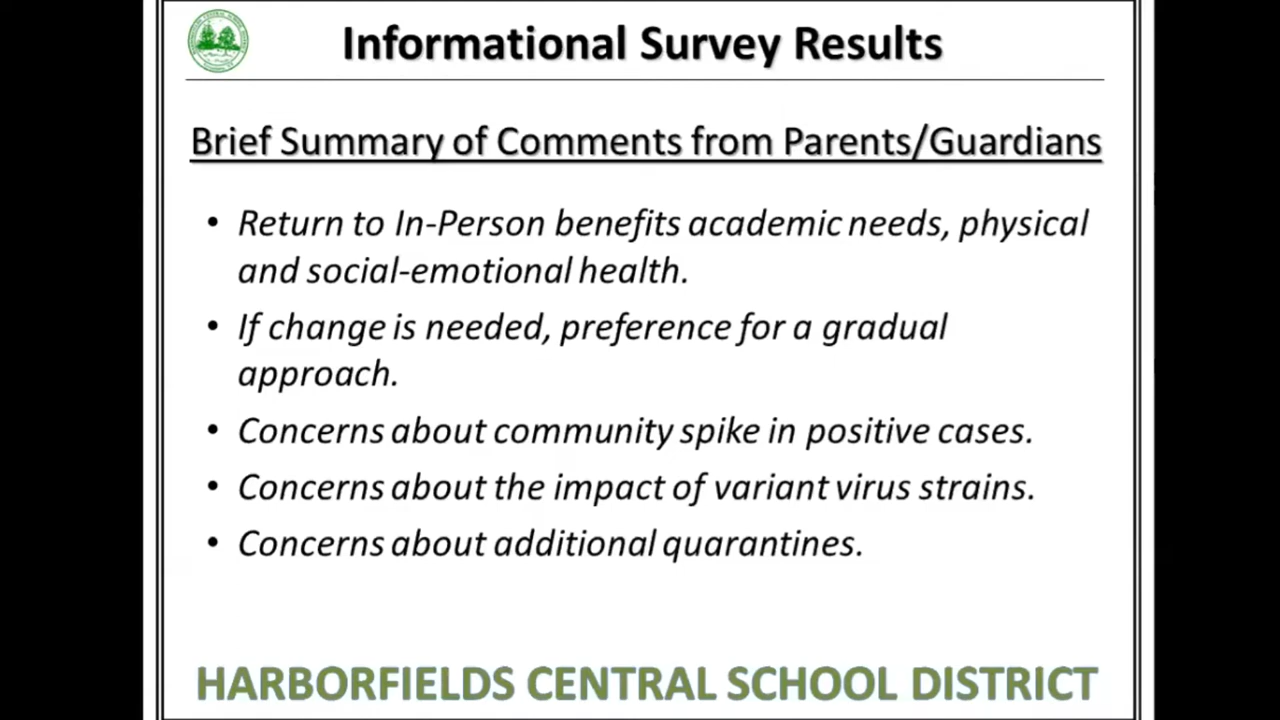 Informational Survey Results
Brief Summary of Comments from Parents/Guardians
• Return to In-Person benefits academic needs, physical
and social-emotional health.
• If change is needed, preference for a gradual
approach.
• Concerns about community spike in positive cases.
• Concerns about the impact of variant virus strains.
• Concerns about additional quarantines.
HARBORFIELDS CENTRAL SCHOOL DISTRICT